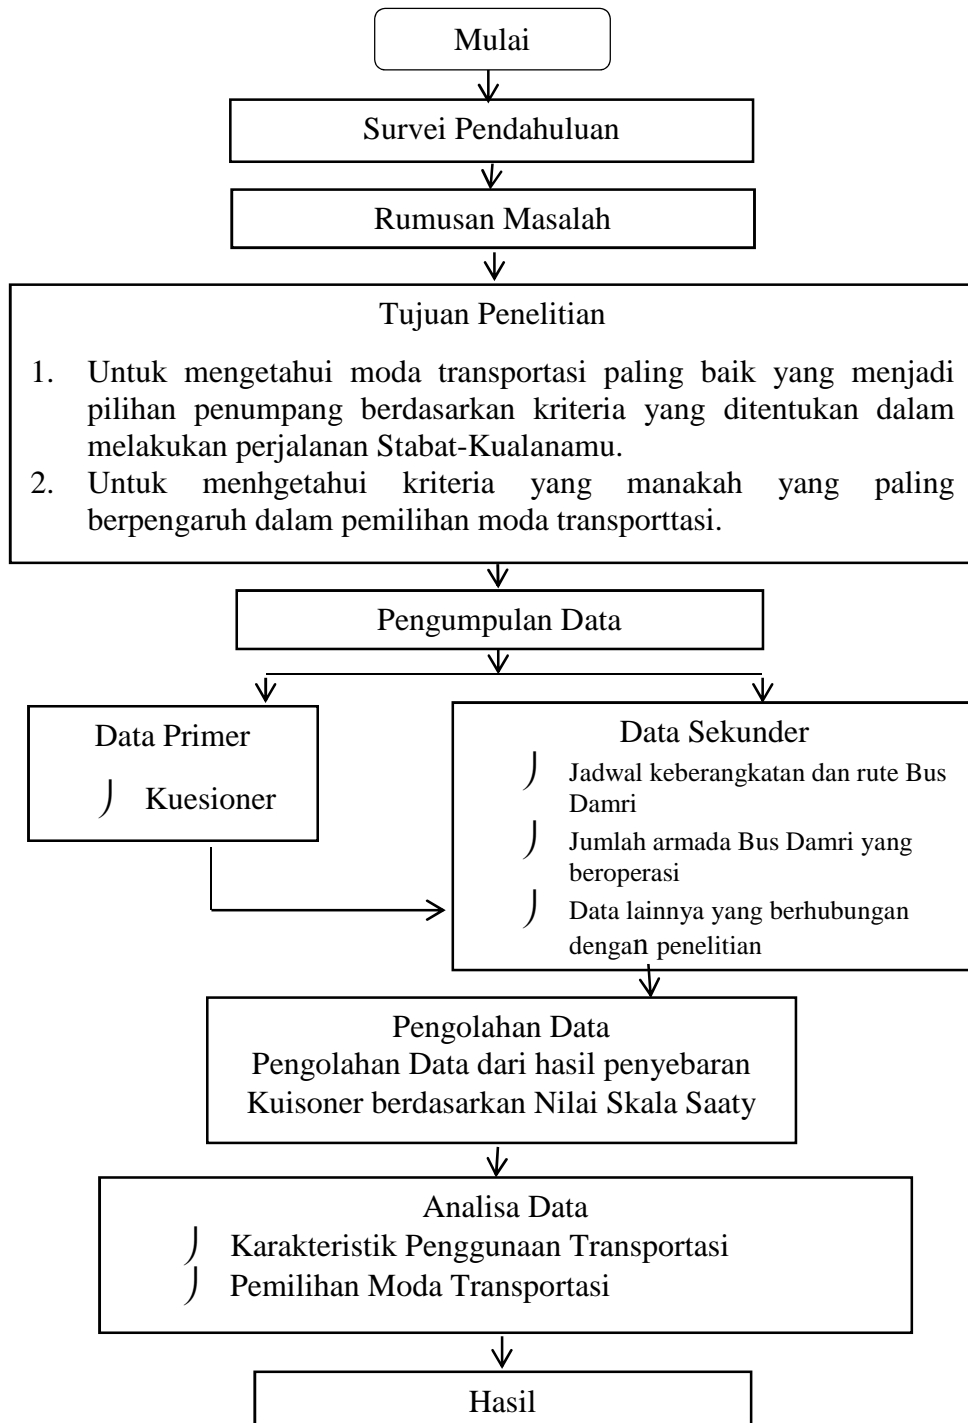 Mulai
Survei Pendahuluan
Rumusan Masalah
Tujuan Penelitian
1. Untuk mengetahui moda transportasi paling baik yang menjadi
pilihan penumpang berdasarkan kriteria yang ditentukan dalam
melakukan perjalanan Stabat-Kualanamu.
2. Untuk menhgetahui kriteria yang manakah yang paling
berpengaruh dalam pemilihan moda transporttasi.
Pengumpulan Data
Data Primer
⌡ Kuesioner
Data Sekunder
⌡ Jadwal keberangkatan dan rute Bus
Damri
⌡ Jumlah armada Bus Damri yang
beroperasi
⌡ Data lainnya yang berhubungan
dengan penelitian
Pengolahan Data
Pengolahan Data dari hasil penyebaran
Kuisoner berdasarkan Nilai Skala Saaty
Analisa Data
⌡ Karakteristik Penggunaan Transportasi
⌡ Pemilihan Moda Transportasi
Hasil